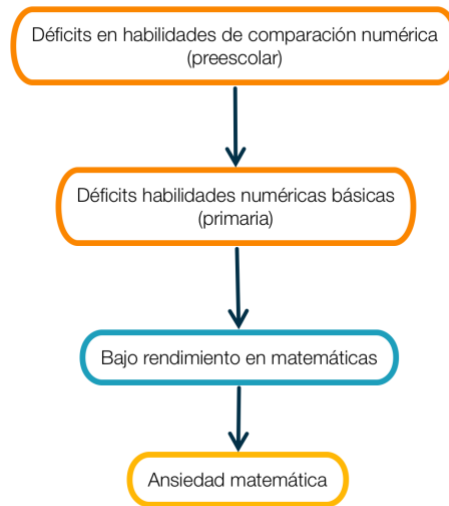 Déficits en habilidades de comparación numérica
(preescolar)
Déficits habilidades numéricas básicas
(primaria)
Bajo rendimiento en matemáticas
Ansiedad matemática